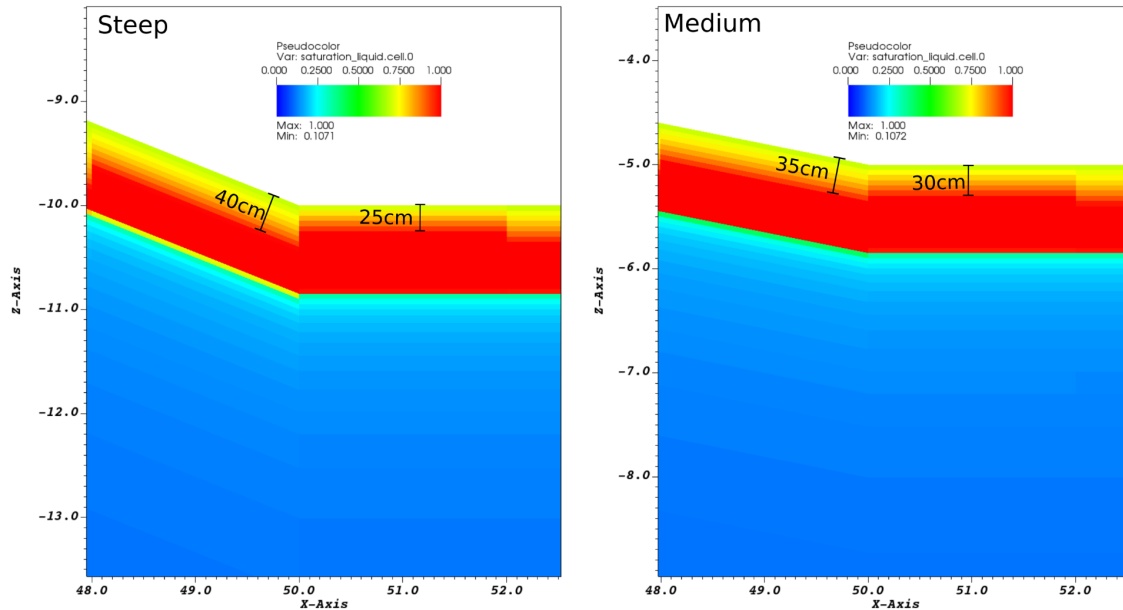 Steep
Pseudocolor
Var: saturation_liquid.cell.0
0.000 0.2500 0.5000 0.7500 1.000
Max: 1.000
Min: 0.1071
-9.0
-10.0
-11.0
-12.0
-13.0
Z-Axis
40cm
25cm
48.0 49.0 50.0 51.0 52.0
X-Axis
Medium
Pseudocolor
Var: saturation_liquid.cell.0
0.000 0.2500 0.5000 0.7500 1.000
Max: 1.000
Min: 0.1072
-4.0
-5.0
-6.0
-7.0
-8.0
Z-Axis
35cm
30cm
48.0 49.0 50.0 51.0 52.0
X-Axis